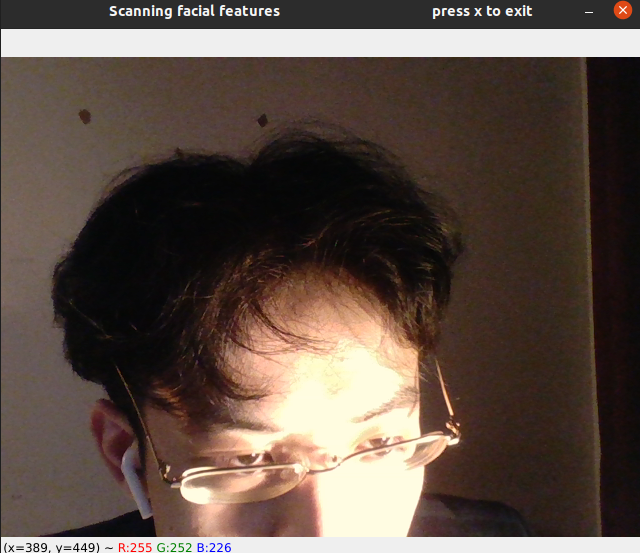 Scanning facial features press x to exit
(x=389, y=449) ~ R:255 G:252 B:226